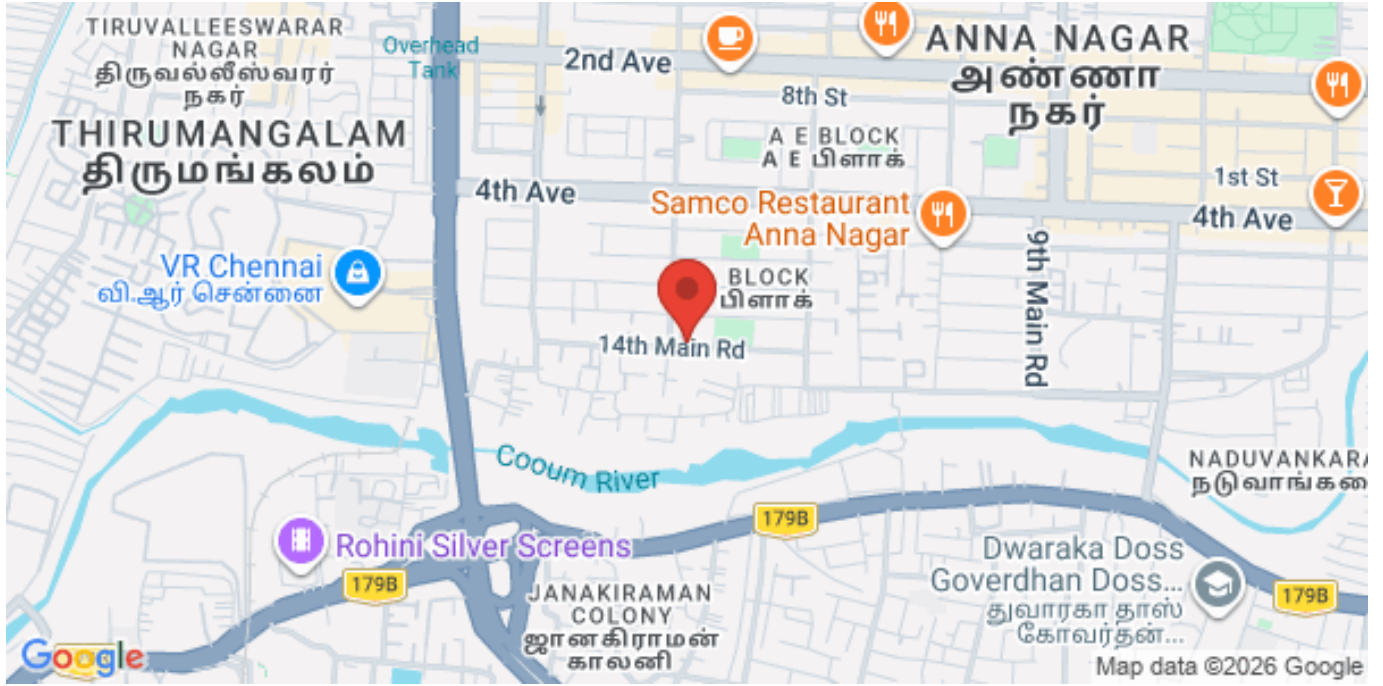 TIRUVALLEESWARAR
NAGAR
திருவல்லீஸ்வரர்
நகர்
Overhead
Tank
2nd Ave
ANNA NAGAR
அண்ணா
நகர்
8th St
THIRUMANGALAM
திருமங்கலம்
A E BLOCK
A E பிளாக்
4th Ave
1st St
4th Ave
Samco Restaurant
Anna Nagar
VR Chennai
வி.ஆர் சென்னை
BLOCK
பிளாக்
9th Main Rd
14th Main Rd
Cooum River
NADUVANKARA
நடுவாங்கரை
179B
Rohini Silver Screens
179B
Dwaraka Doss
Goverdhan Doss...
துவாரகா தாஸ்
கோவர்தன்...
179B
JANAKIRAMAN
COLONY
ஜானகிராமன்
காலனி
Google
Map data ©2026 Google